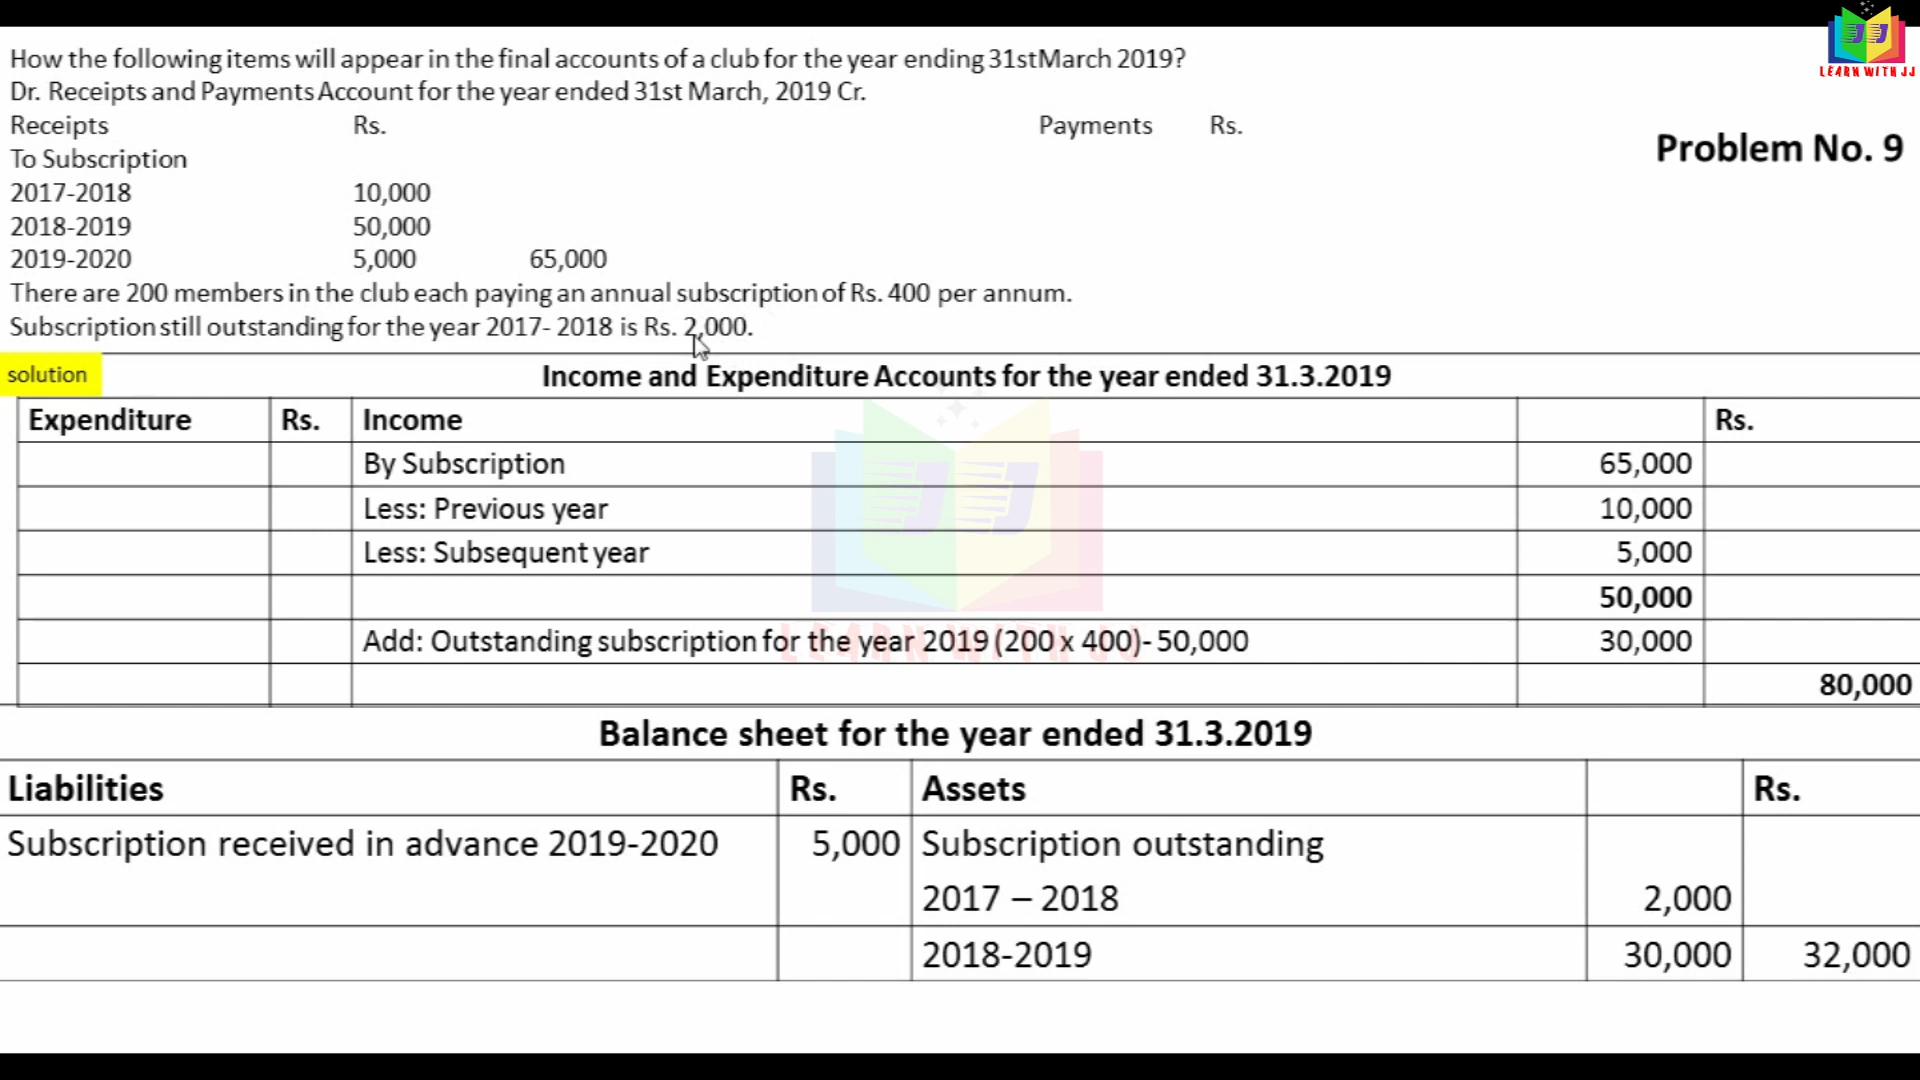 LEARN WITH JJ
How the following items will appear in the final accounts of a club for the year ending 31stMarch 2019?
Dr. Receipts and Payments Account for the year ended 31st March, 2019 Cr.
Receipts Rs. Payments Rs.
Problem No. 9
To Subscription
2017-2018 10,000
2018-2019 50,000
2019-2020 5,000 65,000
There are 200 members in the club each paying an annual subscription of Rs. 400 per annum.
Subscription still outstanding for the year 2017- 2018 is Rs. 2,000.
solution
Income and Expenditure Accounts for the year ended 31.3.2019
Expenditure Rs. Income Rs.
By Subscription 65,000
Less: Previous year 10,000
Less: Subsequent year 5,000
50,000
Add: Outstanding subscription for the year 2019 (200 x 400)- 50,000 30,000
80,000
LEARN WITH JJ
Balance sheet for the year ended 31.3.2019
Liabilities Rs. Assets Rs.
Subscription received in advance 2019-2020 5,000 Subscription outstanding
2017 – 2018 2,000
2018-2019 30,000 32,000